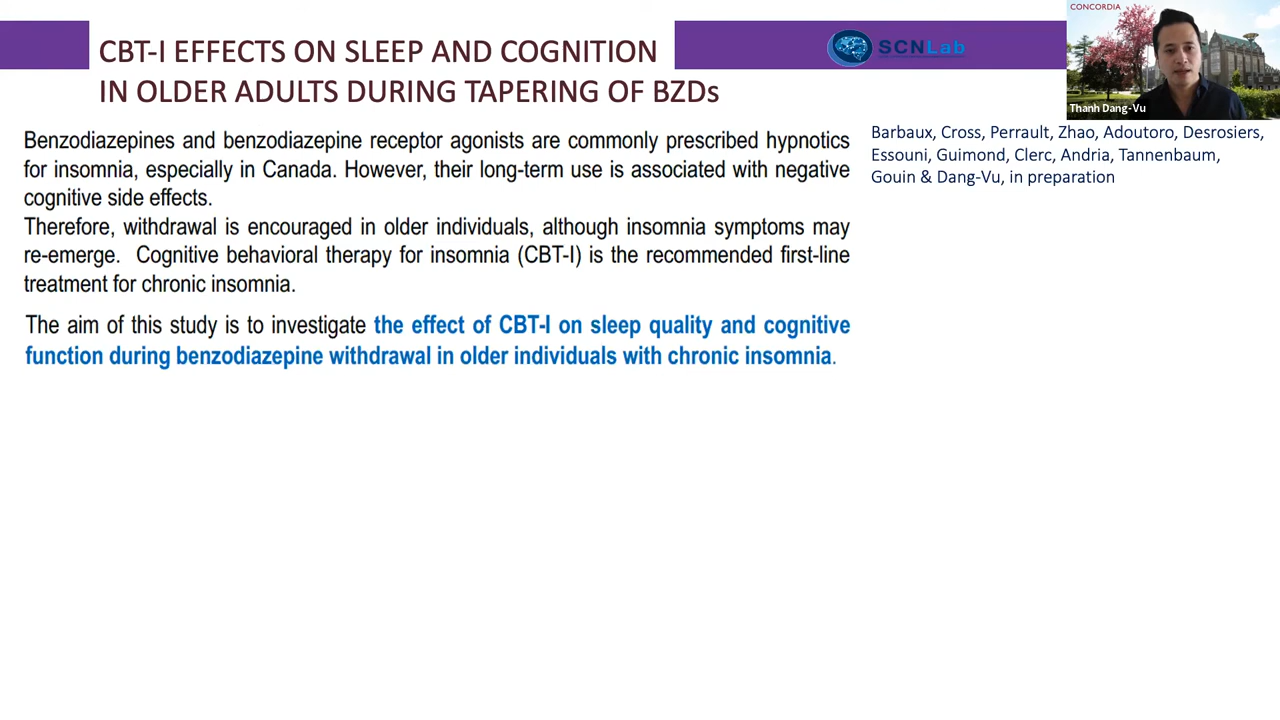 CBT-I EFFECTS ON SLEEP AND COGNITION
IN OLDER ADULTS DURING TAPERING OF BZDs
SCNLab
CONCORDIA
Thanh Dang-Vu
Benzodiazepines and benzodiazepine receptor agonists are commonly prescribed hypnotics
for insomnia, especially in Canada. However, their long-term use is associated with negative
cognitive side effects.
Therefore, withdrawal is encouraged in older individuals, although insomnia symptoms may
re-emerge. Cognitive behavioral therapy for insomnia (CBT-I) is the recommended first-line
treatment for chronic insomnia.
The aim of this study is to investigate the effect of CBT-I on sleep quality and cognitive
function during benzodiazepine withdrawal in older individuals with chronic insomnia.
Barbaux, Cross, Perrault, Zhao, Adoutoro, Desrosiers,
Essouni, Guimond, Clerc, Andria, Tannenbaum,
Gouin & Dang-Vu, in preparation